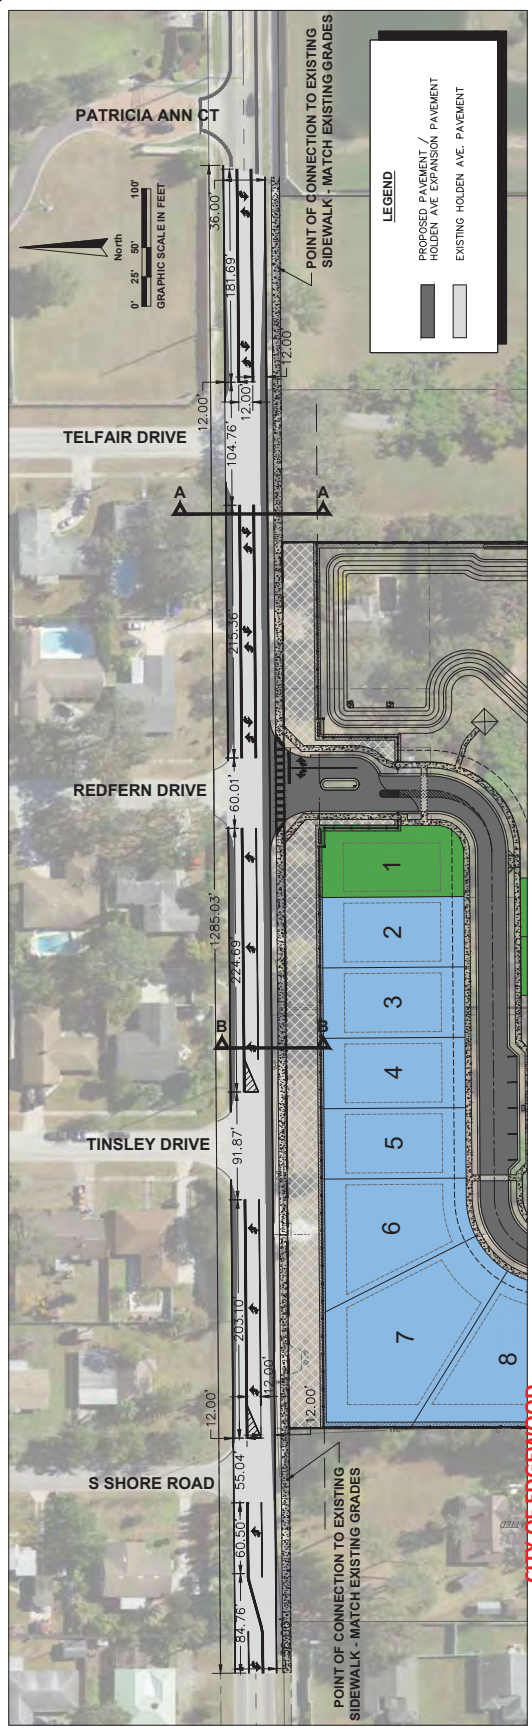 PATRICIA ANN CT
North
0' 25' 50' 100'
GRAPHIC SCALE IN FEET
POINT OF CONNECTION TO EXISTING
SIDEWALK - MATCH EXISTING GRADES
LEGEND
PROPOSED PAVEMENT /
HOLDEN AVE EXPANSION PAVEMENT
EXISTING HOLDEN AVE. PAVEMENT
36.00'
181.69'
12.00'
12.00'
12.00'
TELFAIR DRIVE
104.76'
A
A
215.36'
REDFERN DRIVE
60.01'
1285.03'
224.69'
B
B
TINSLEY DRIVE
91.87'
203.10'
12.00'
12.00'
12.00'
S SHORE ROAD
55.04'
60.50'
84.76'
1
2
3
4
5
6
7
8
POINT OF CONNECTION TO EXISTING
SIDEWALK - MATCH EXISTING GRADES